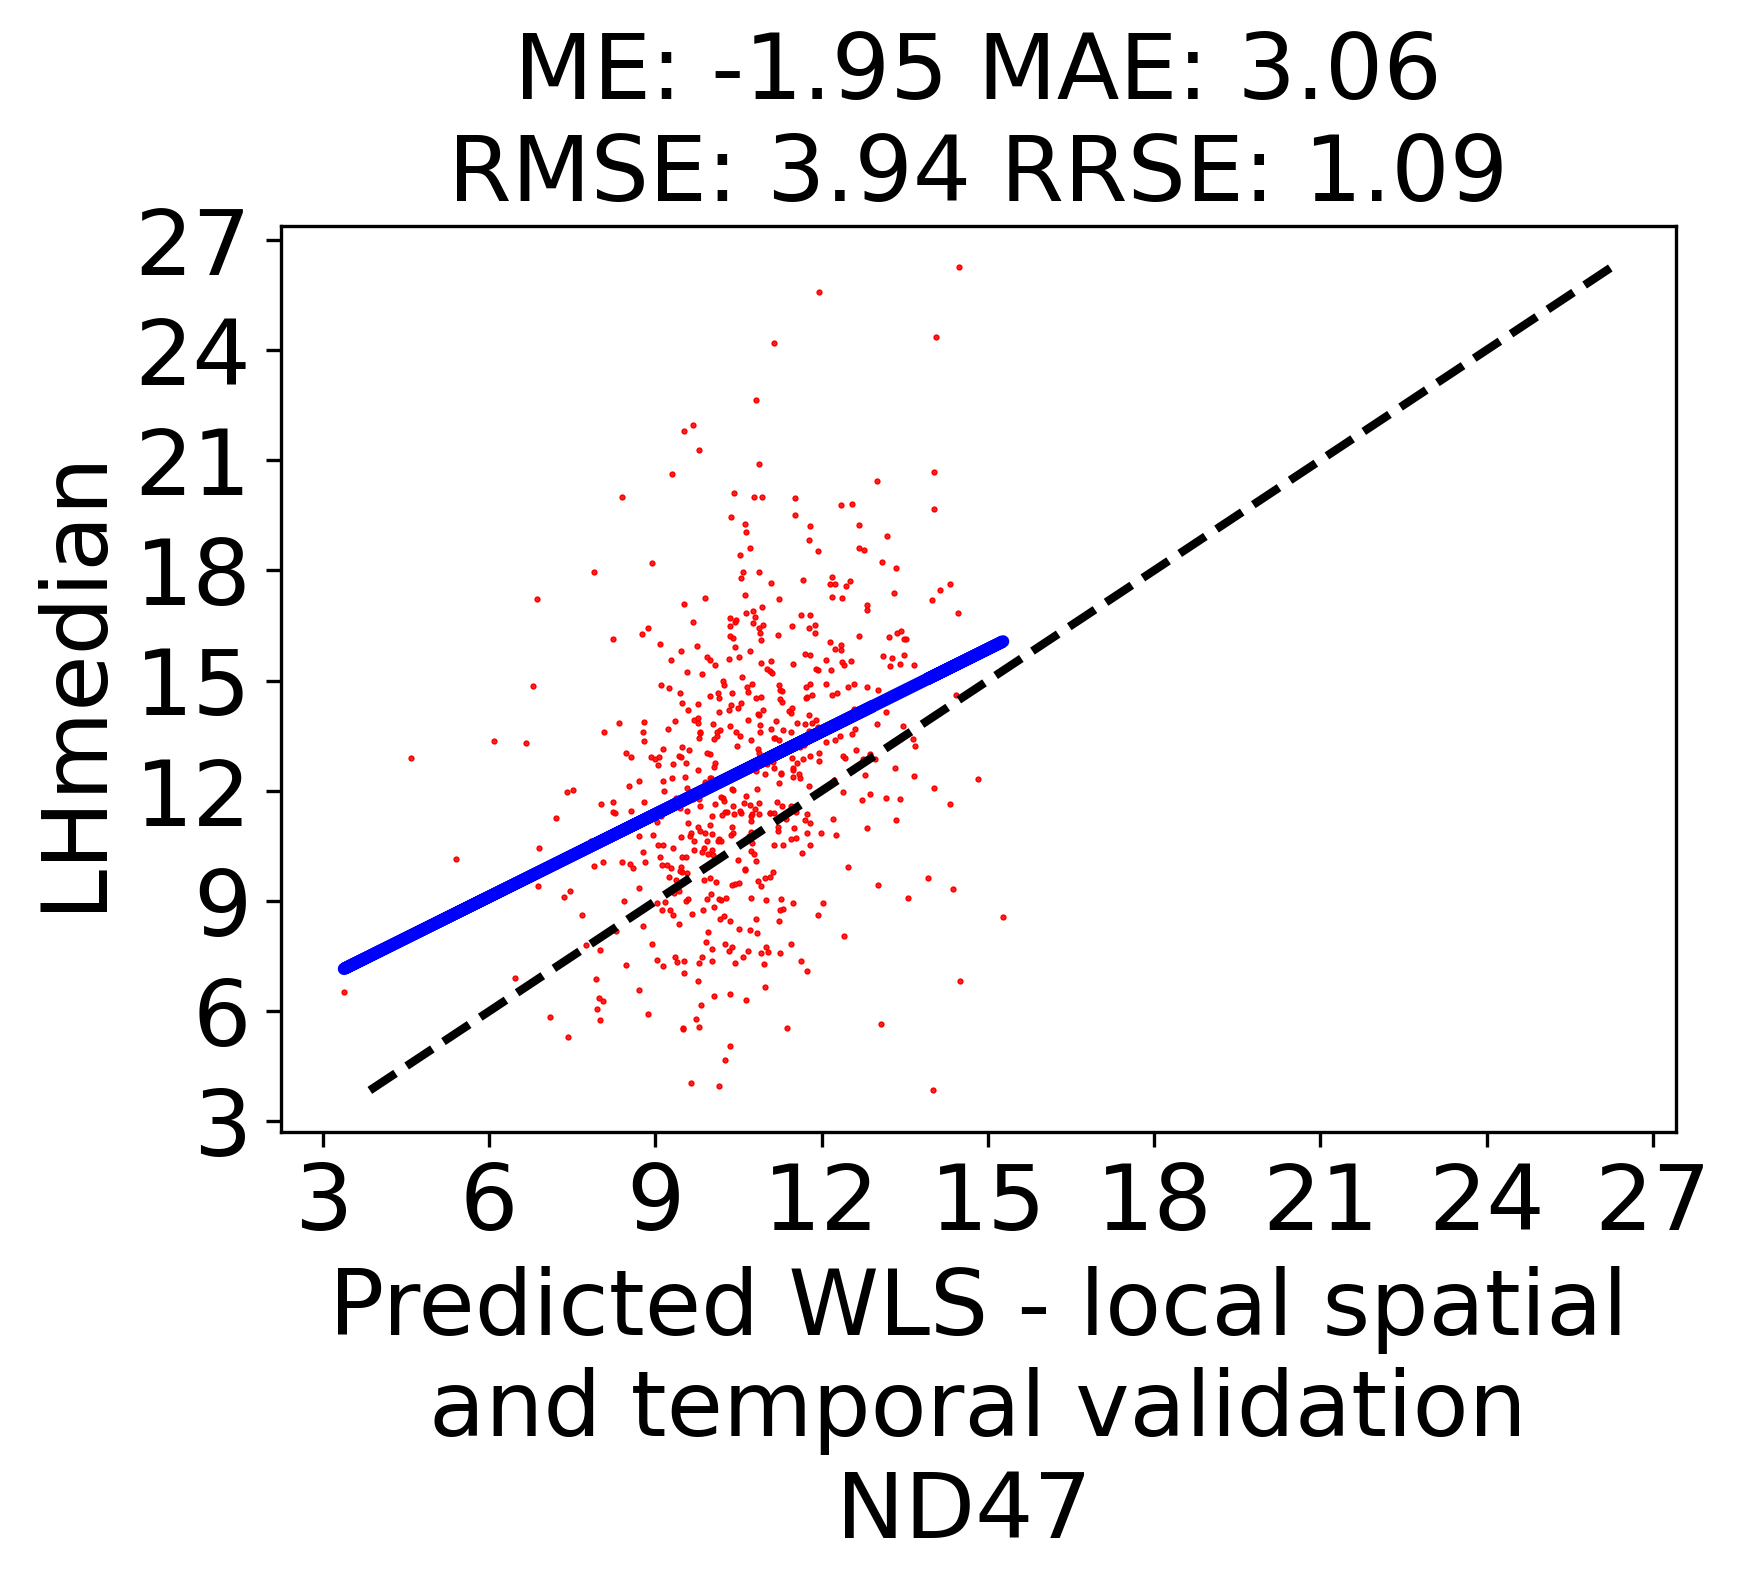 ME: -1.95 MAE: 3.06
RMSE: 3.94 RRSE: 1.09
27
24
21
18
15
12
9
6
3
LHmedian
3 6 9 12 15 18 21 24 27
Predicted WLS - local spatial
and temporal validation
ND47